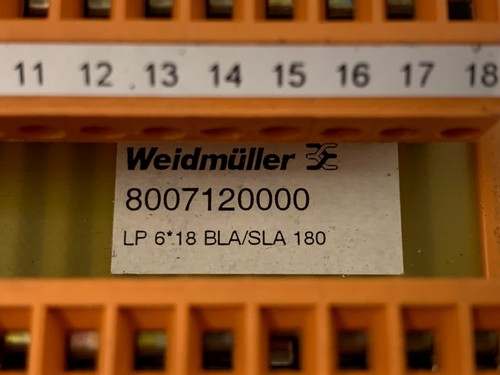 11 12 13 14 15 16 17 18
Weidmüller
8007120000
LP 6*18 BLA/SLA 180